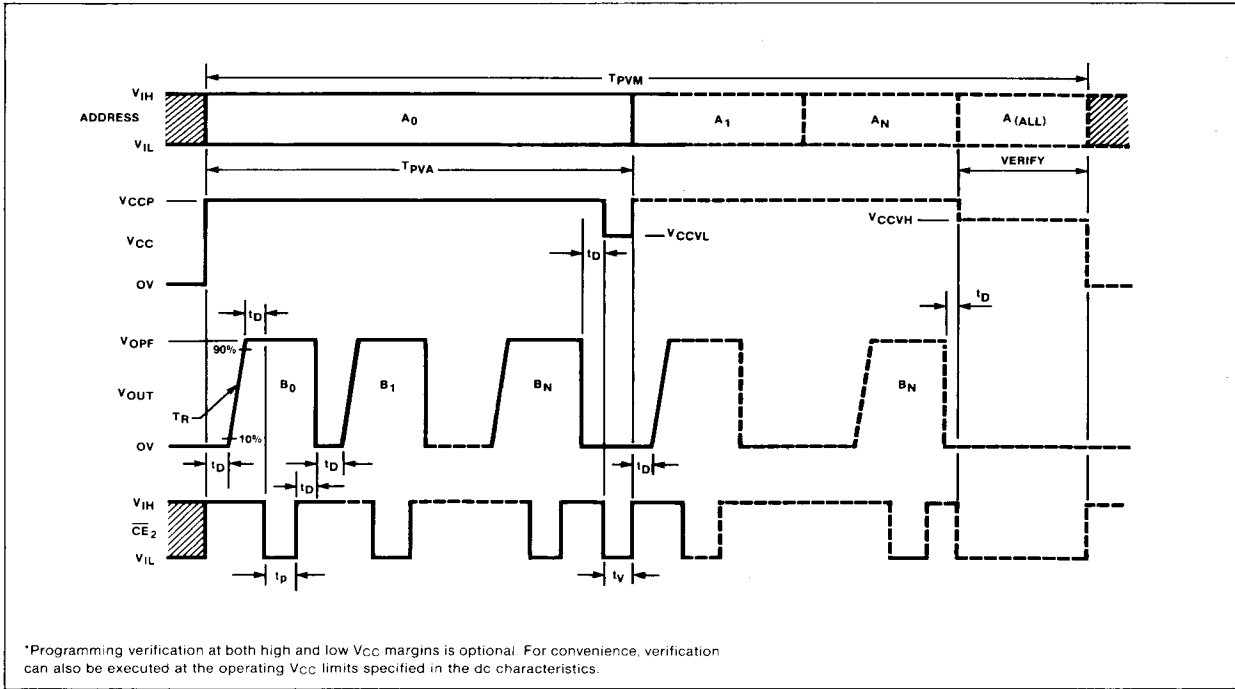 TPVM
VIH
ADDRESS
A0
A1
AN
A(ALL)
VIL
TPVA
VERIFY
VCCP
VCCVH
VCC
VCCVL
tD
0V
tD
tD
VOPF
90%
VOUT
B0
B1
BN
BN
TR
10%
0V
tD
tD
tD
tD
VIH
CE2
VIL
tP
tV
*Programming verification at both high and low VCC margins is optional. For convenience, verification
can also be executed at the operating VCC limits specified in the dc characteristics.